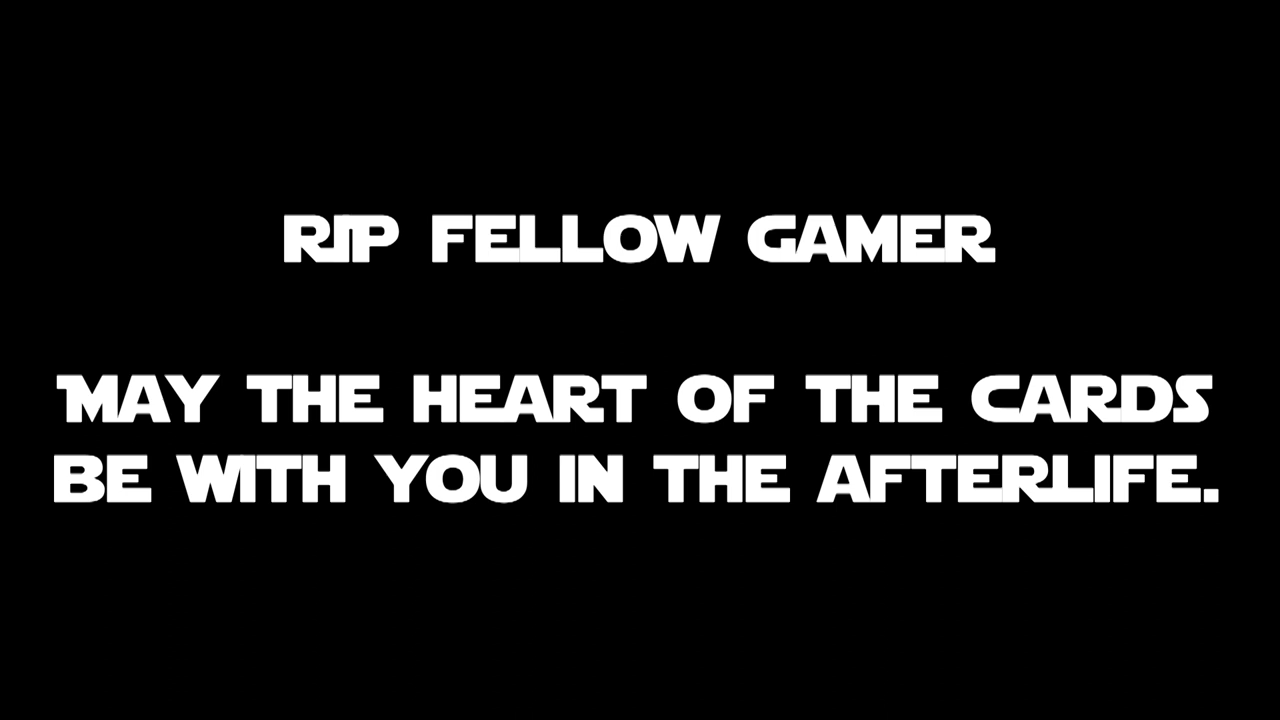 RIP FELLOW GAMER
MAY THE HEART OF THE CARDS
BE WITH YOU IN THE AFTERLIFE.